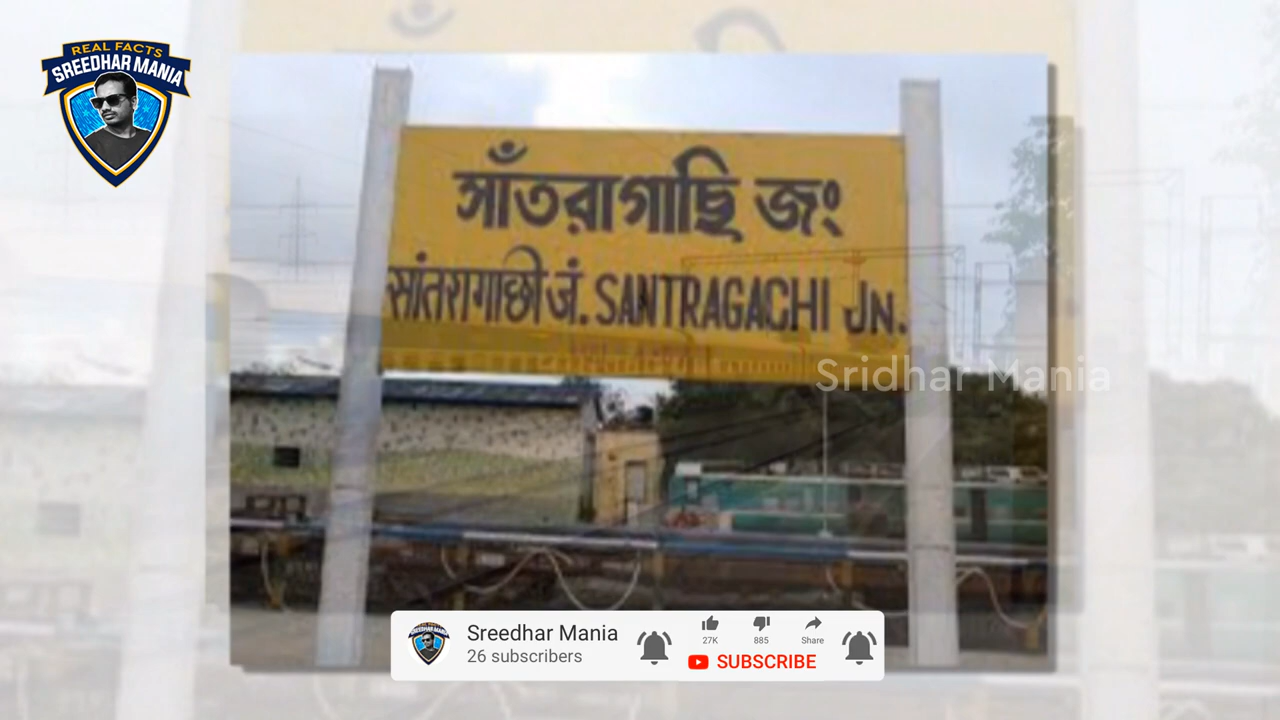 REAL FACTS
SREEDHAR MANIA
সাঁতরাগাছি জং
सांतरागाछी जं. SANTRAGACHI JN.
Sridhar Mania
Sreedhar Mania
26 subscribers
27K
885
Share
SUBSCRIBE